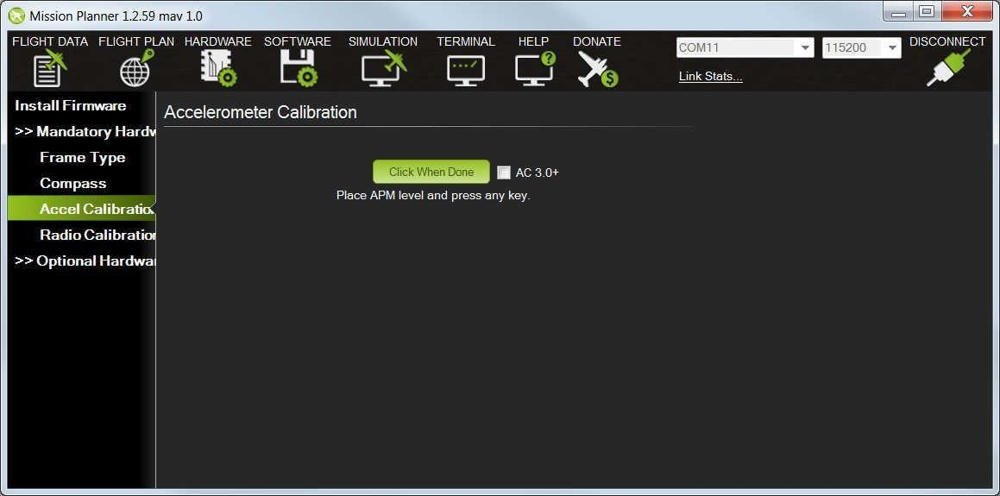 Mission Planner 1.2.59 mav 1.0
FLIGHT DATA FLIGHT PLAN HARDWARE SOFTWARE SIMULATION TERMINAL HELP DONATE COM11 115200 DISCONNECT
Link Stats...
Install Firmware
>> Mandatory Hardw
Frame Type
Compass
Accel Calibratio
Radio Calibration
>> Optional Hardwa
Accelerometer Calibration
Click When Done AC 3.0+
Place APM level and press any key.